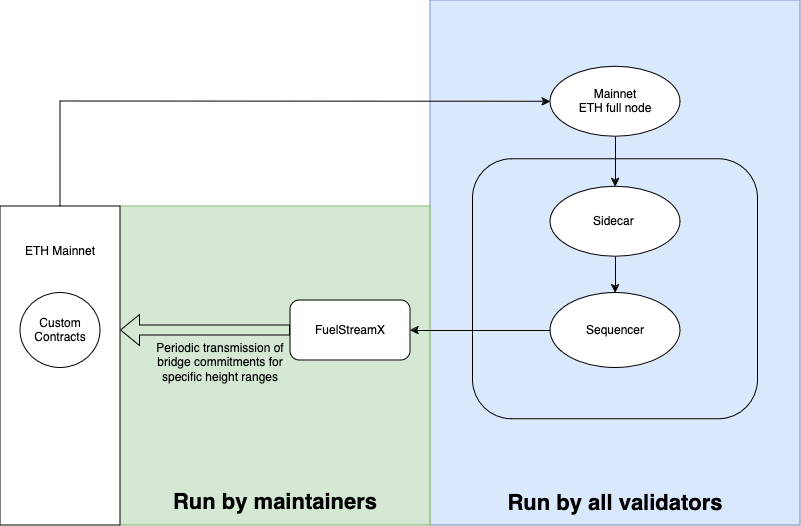 Mainnet
ETH full node
Sidecar
ETH Mainnet
Custom
Contracts
FuelStreamX
Sequencer
Periodic transmission of
bridge commitments for
specific height ranges
Run by maintainers
Run by all validators